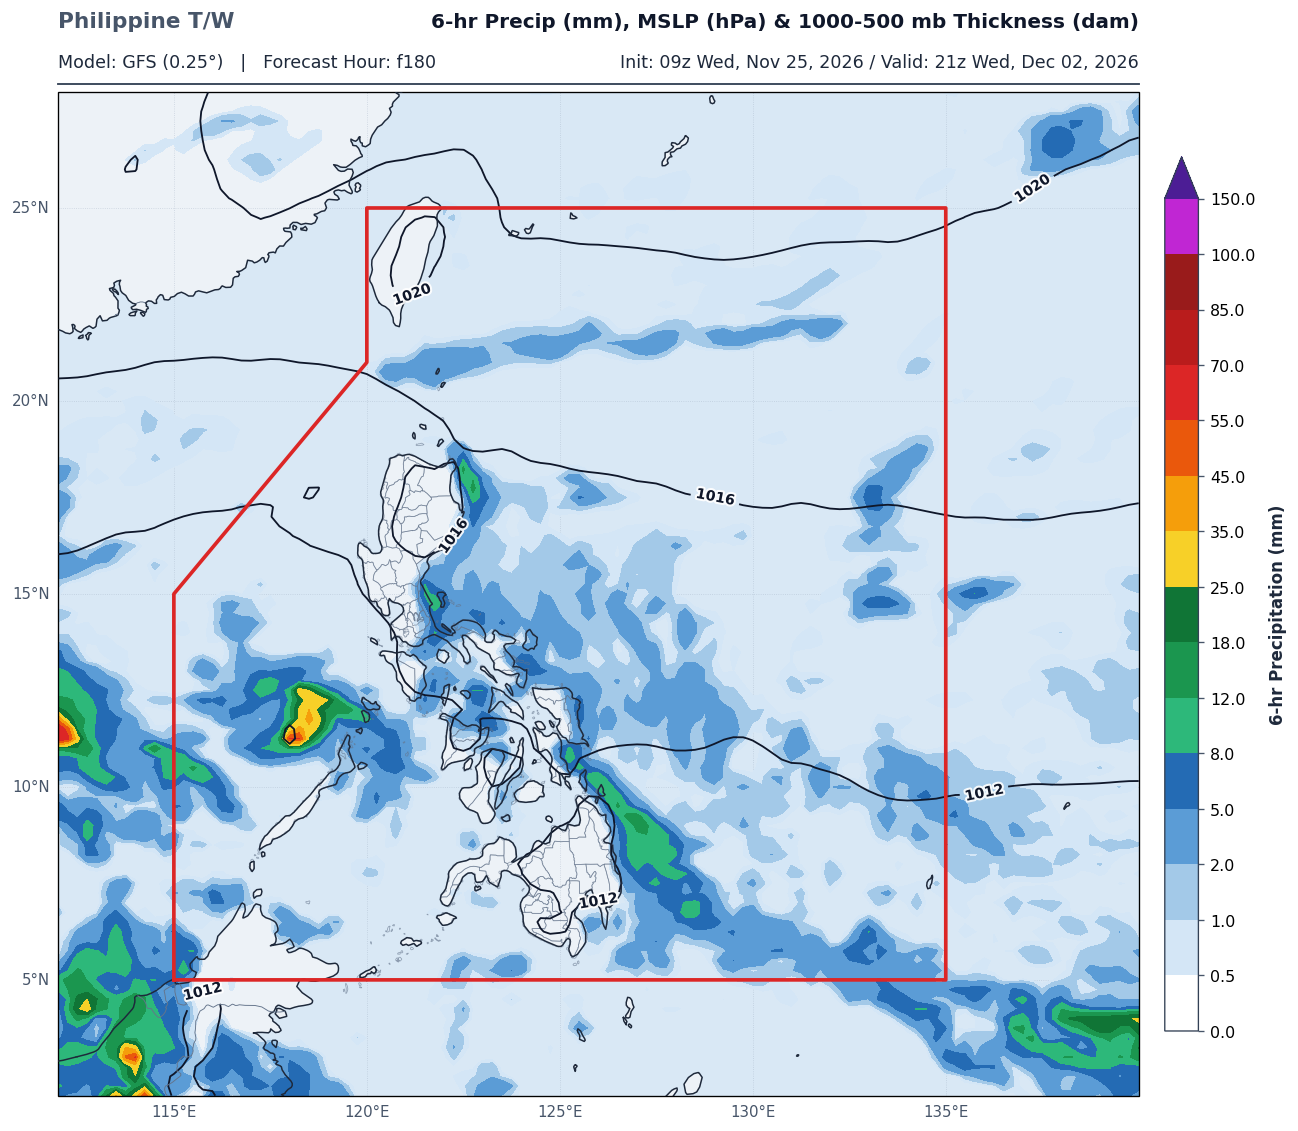 Philippine T/W
6-hr Precip (mm), MSLP (hPa) & 1000-500 mb Thickness (dam)
Model: GFS (0.25°) | Forecast Hour: f180
Init: 09z Wed, Nov 25, 2026 / Valid: 21z Wed, Dec 02, 2026
1020
150.0
25°N
100.0
1020
85.0
70.0
20°N
55.0
45.0
1016
1016
35.0
15°N
25.0
18.0
12.0
6-hr Precipitation (mm)
8.0
10°N
1012
5.0
2.0
1012
1.0
5°N
1012
0.5
0.0
115°E
120°E
125°E
130°E
135°E